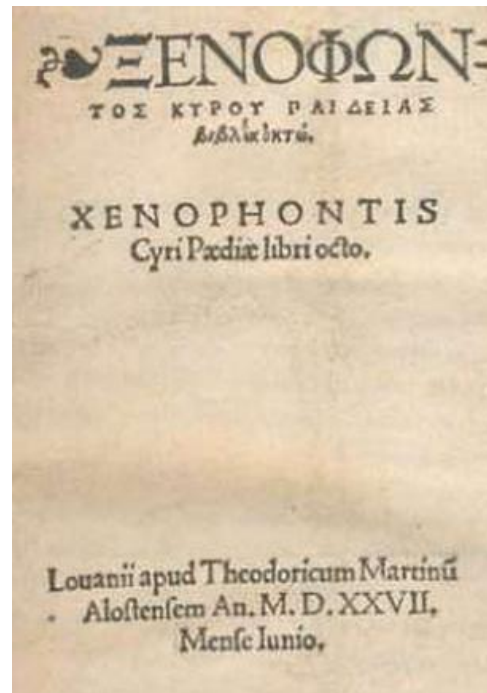 ❧ΞΕΝΟΦΩΝ-
ΤΟΣ ΚΥΡΟΥ ΠΑΙΔΕΙΑΣ
βιβλία ὀκτώ.
XENOPHONTIS
Cyri Pædiæ libri octo.
Louanii apud Theodoricum Martinū
Alostensem An. M. D. XXVII.
Mense Iunio.